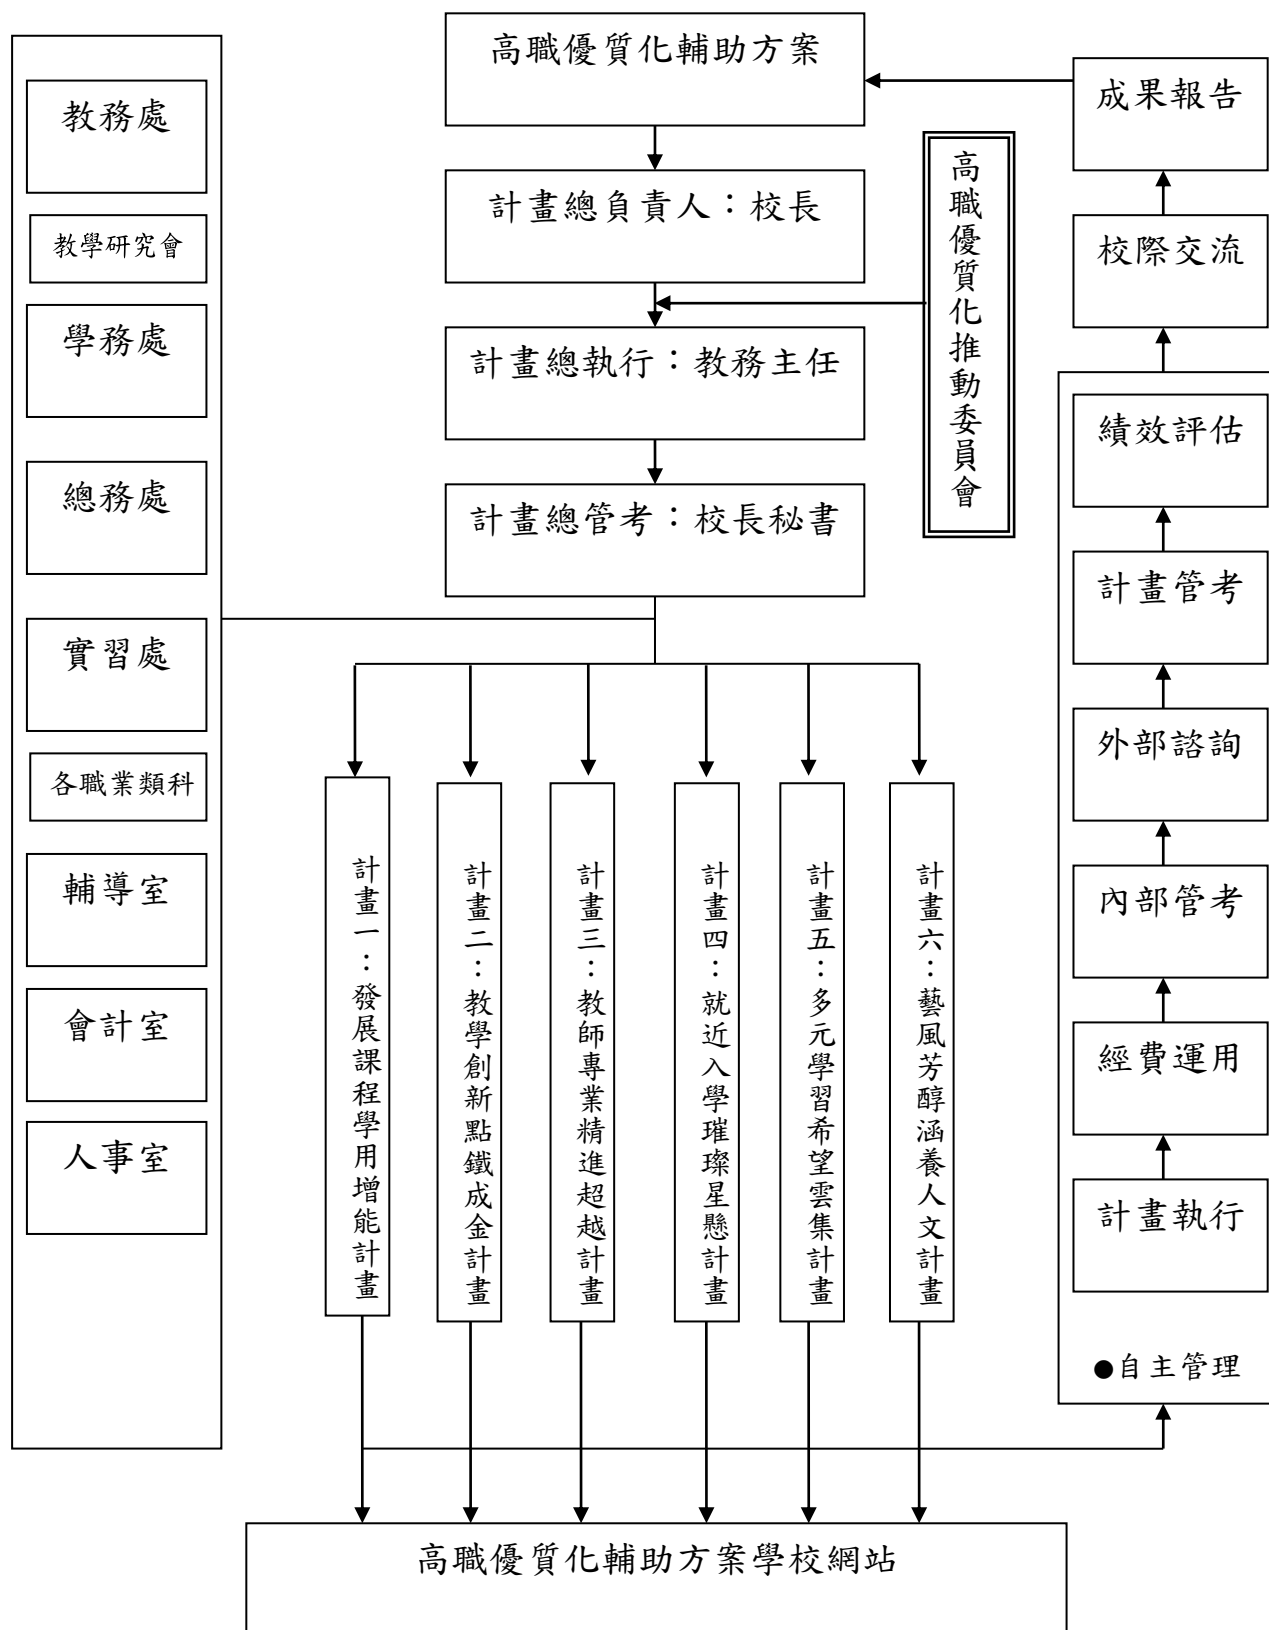 高職優質化輔助方案
計畫總負責人：校長
計畫總執行：教務主任
計畫總管考：校長秘書
高職優質化推動委員會
教務處
教學研究會
學務處
總務處
實習處
各職業類科
輔導室
會計室
人事室
計畫一：發展課程學用增能計畫
計畫二：教學創新點鐵成金計畫
計畫三：教師專業精進超越計畫
計畫四：就近入學璀璨星懸計畫
計畫五：多元學習希望雲集計畫
計畫六：藝風芳醇涵養人文計畫
成果報告
校際交流
績效評估
計畫管考
外部諮詢
內部管考
經費運用
計畫執行
●自主管理
高職優質化輔助方案學校網站